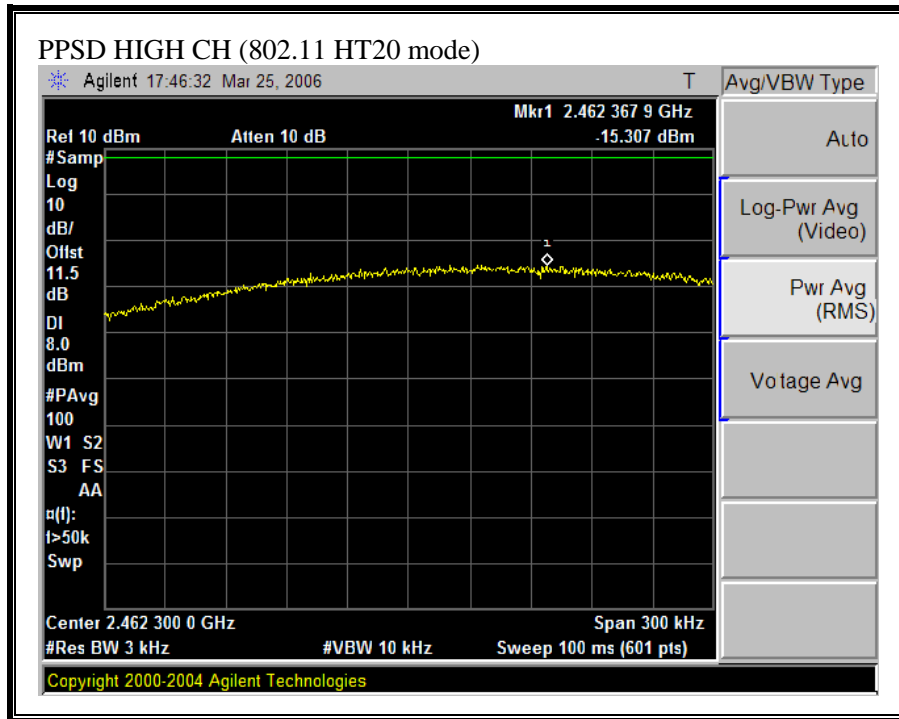 PPSD HIGH CH (802.11 HT20 mode)
Agilent 17:46:32 Mar 25, 2006 T
Avg/VBW Type
Mkr1 2.462 367 9 GHz
Ref 10 dBm Atten 10 dB -15.307 dBm
#Samp
Log
10
dB/
Offst
11.5
dB
DI
8.0
dBm
#PAvg
100
W1 S2
S3 FS
AA
¤(f):
f>50k
Swp
1
Center 2.462 300 0 GHz Span 300 kHz
#Res BW 3 kHz #VBW 10 kHz Sweep 100 ms (601 pts)
Copyright 2000-2004 Agilent Technologies
Auto
Log-Pwr Avg
(Video)
Pwr Avg
(RMS)
Vo tage Avg